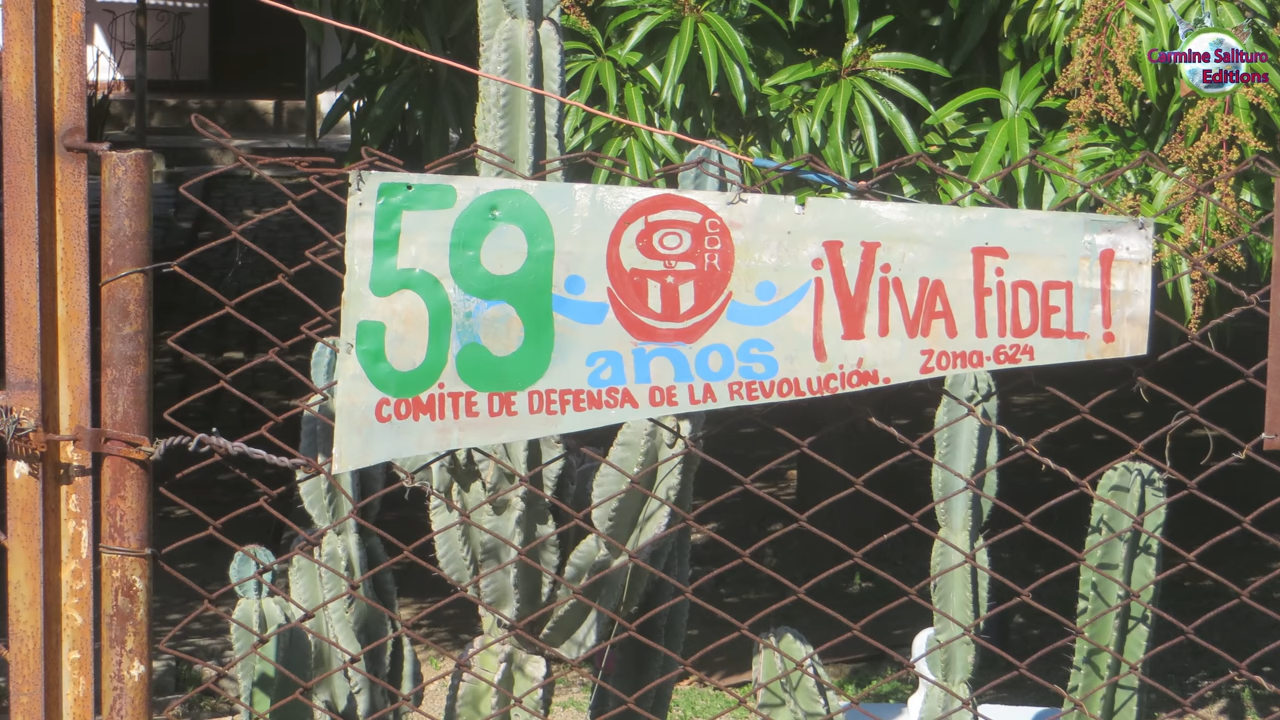 Carmine Salituro
Editions
59
CDR
años
¡VIVA FIDEL!
COMITE DE DEFENSA DE LA REVOLUCIÓN.
Zona-624